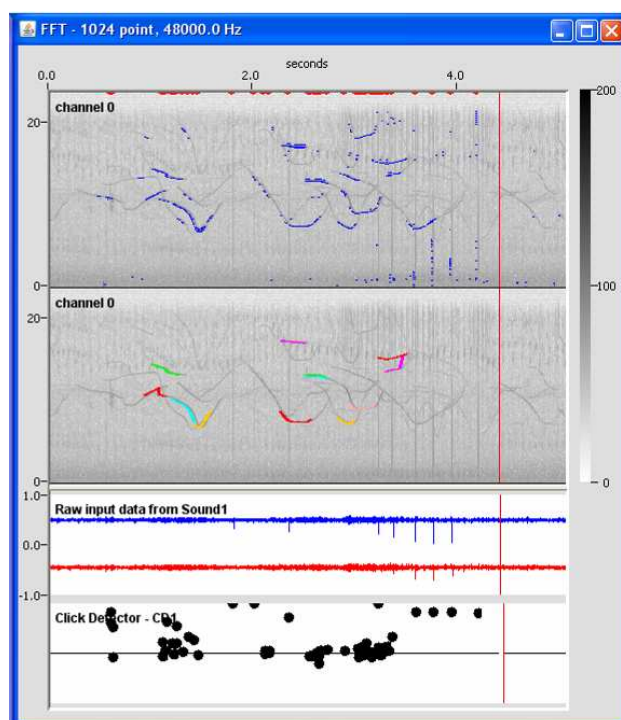 FFT - 1024 point, 48000.0 Hz
seconds
0.0
2.0
4.0
channel 0
20
0
200
100
0
channel 0
20
0
1.0
Raw input data from Sound1
0.0
-1.0
Click Detector - CD1